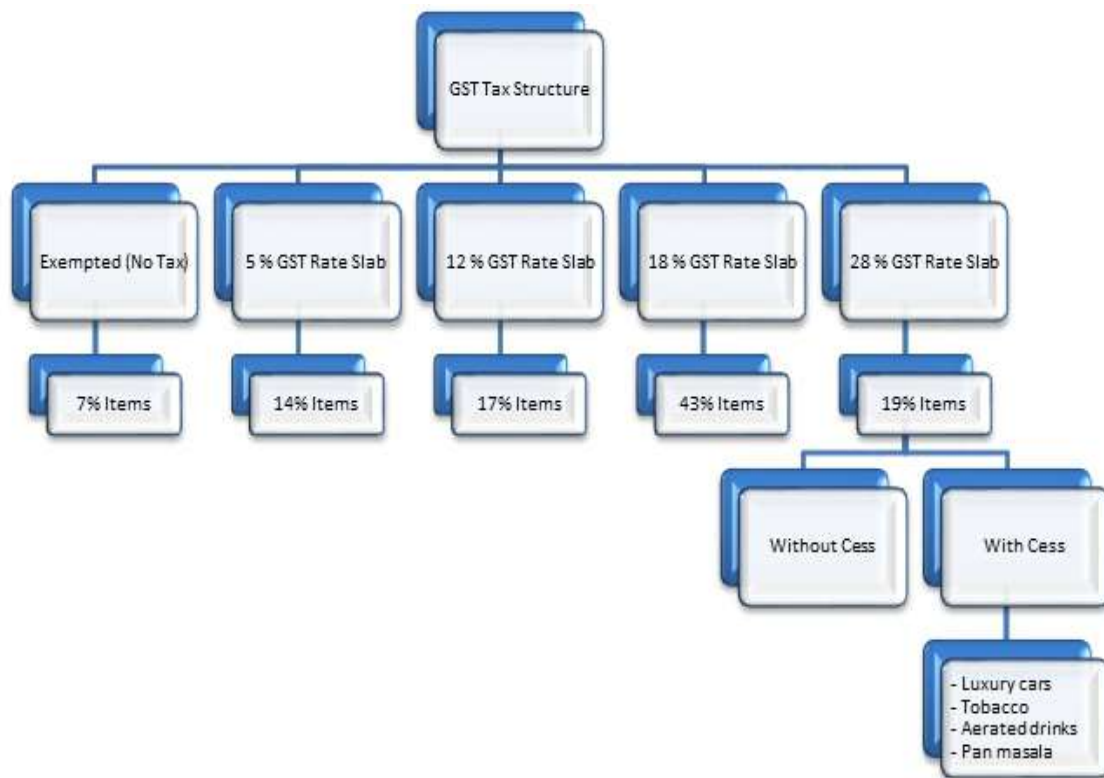 GST Tax Structure
Exempted (No Tax)
5 % GST Rate Slab
12 % GST Rate Slab
18 % GST Rate Slab
28 % GST Rate Slab
7% Items
14% Items
17% Items
43% Items
19% Items
Without Cess
With Cess
- Luxury cars
- Tobacco
- Aerated drinks
- Pan masala